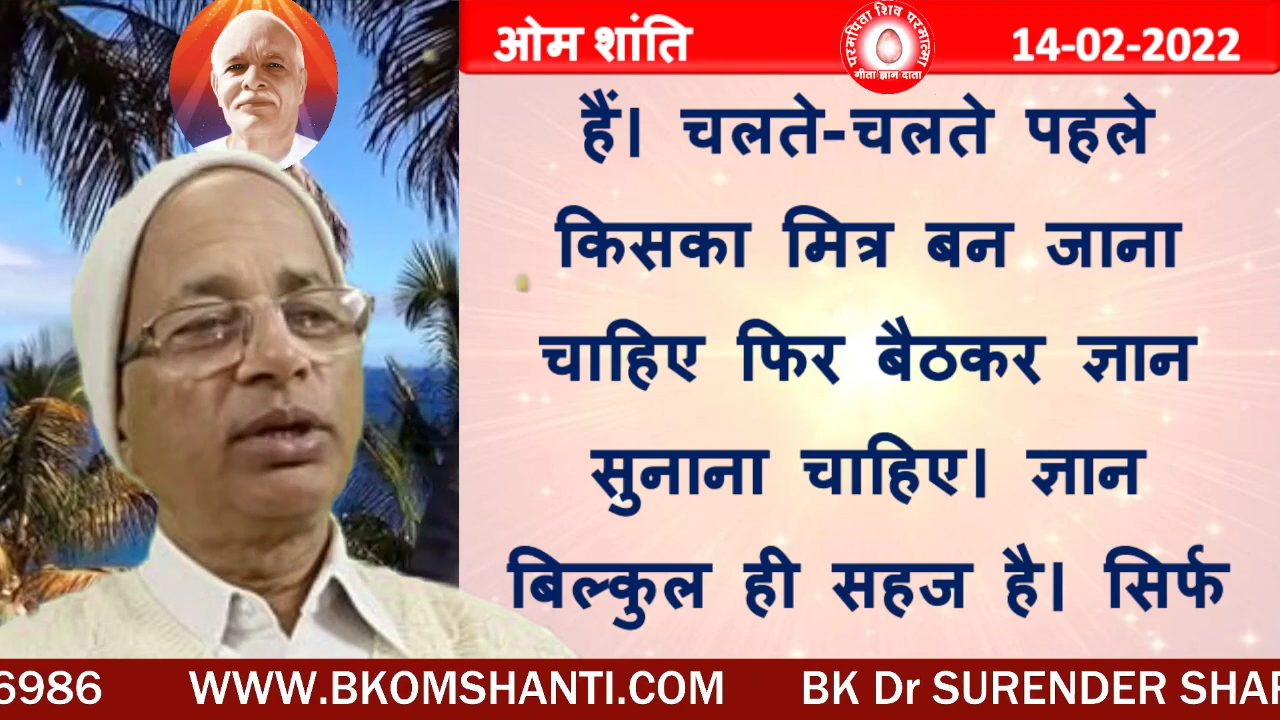 ओम शांति
परमपिता शिव परमात्मा
गीता ज्ञान दाता
14-02-2022
हैं। चलते-चलते पहले
किसका मित्र बन जाना
चाहिए फिर बैठकर ज्ञान
सुनाना चाहिए। ज्ञान
बिल्कुल ही सहज है। सिर्फ
6986 WWW.BKOMSHANTI.COM BK Dr SURENDER SHAR